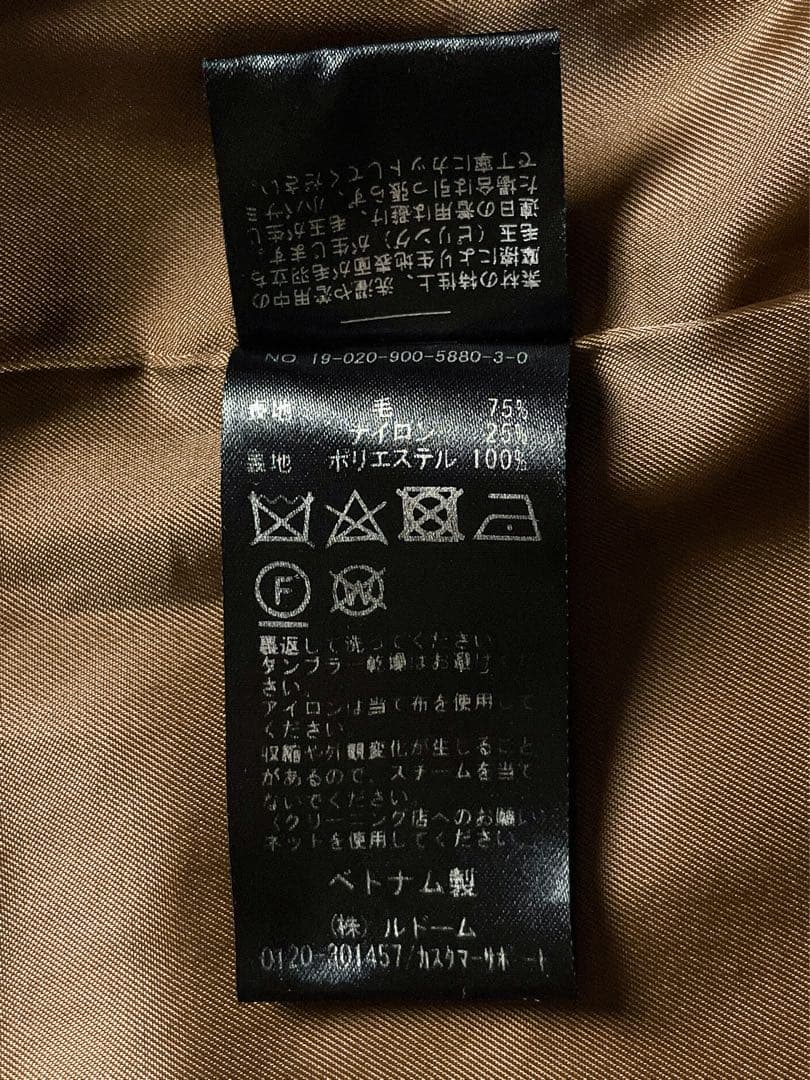 素材の特性上、洗濯や着用中の
摩擦により生地表面が毛羽立ち
毛玉(ピリング)が生じます。
連日の着用は避け、毛玉が生じ
た場合は引っ張らず、小バサミ
で丁寧にカットしてください。
NO 19-020-900-5880-3-0
表地 毛 75%
ナイロン 25%
裏地 ポリエステル 100%
F
W
裏返して洗ってください。
タンブラー乾燥はお避けくだ
さい。
アイロンは当て布を使用して
ください。
収縮や外観変化が生じること
があるので、スチームを当て
ないでください。
〈クリーニング店へのお願い〉
ネットを使用してください。
ベトナム製
(株)ルドーム
0120-301457/カスタマーサポート